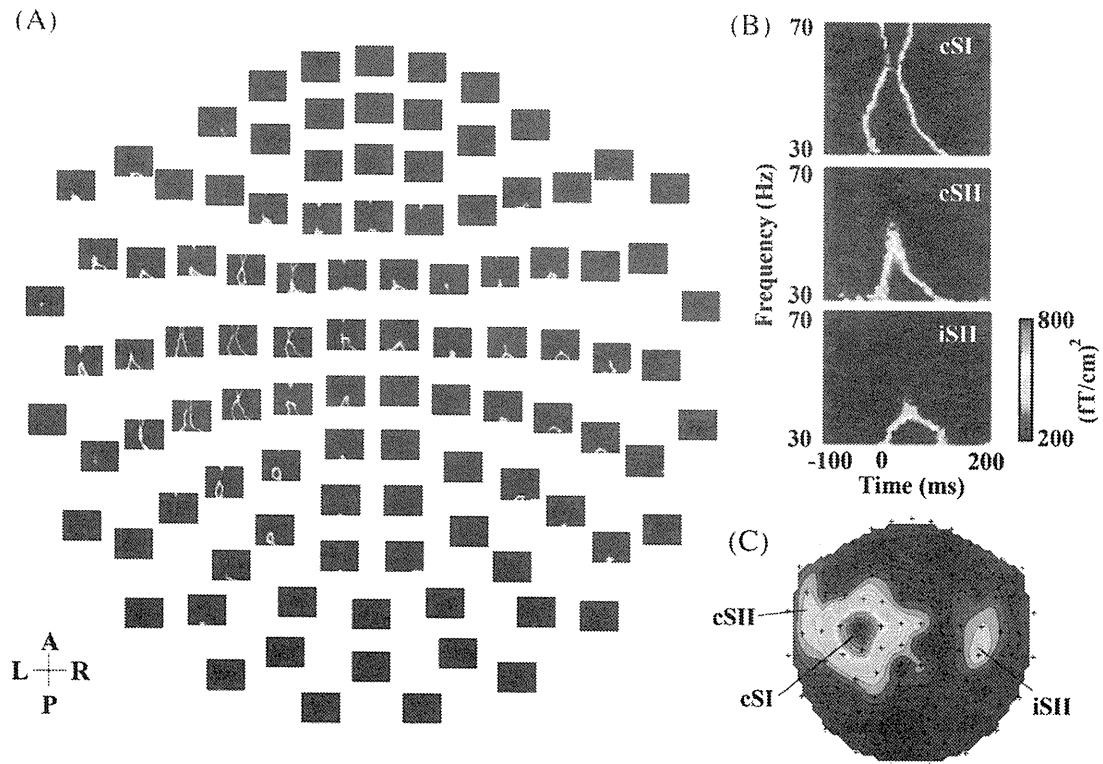 (A)
A
L R
P
(B)
70
cSI
30
70
cSII
Frequency (Hz)
30
70
iSII
30
-100 0 200
Time (ms)
800
(fT/cm)²
200
(C)
cSII
cSI
iSII